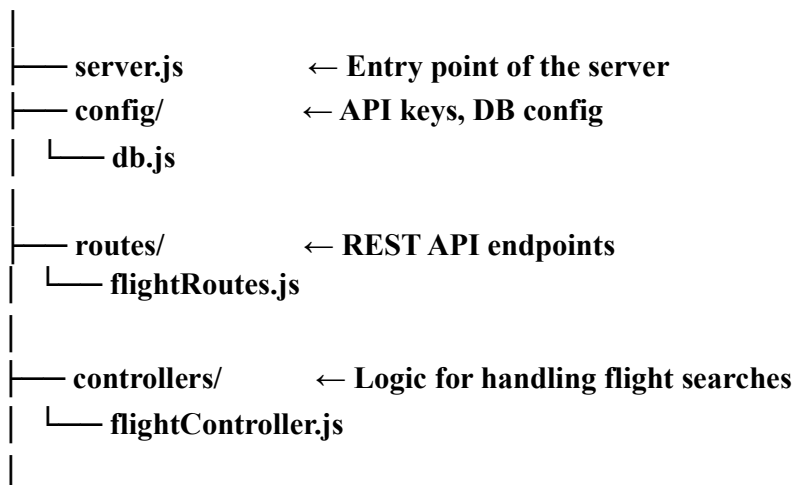 │
├── server.js ← Entry point of the server
├── config/ ← API keys, DB config
│ └── db.js
│
├── routes/ ← REST API endpoints
│ └── flightRoutes.js
│
├── controllers/ ← Logic for handling flight searches
│ └── flightController.js
│